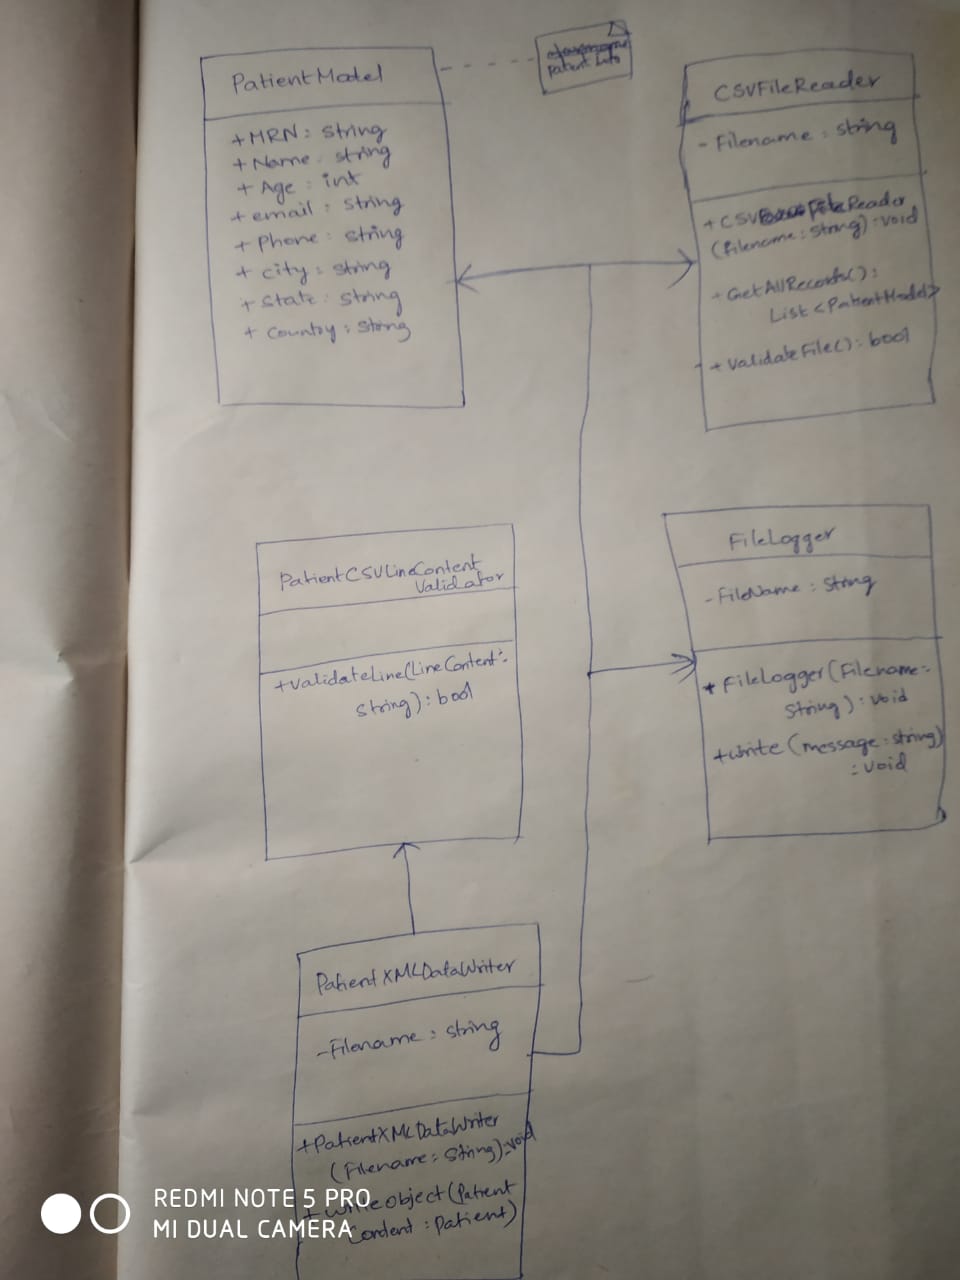 PatientModel
+ MRN : string
+ Name : string
+ Age : int
+ email : string
+ Phone : string
+ city : string
+ State : string
+ Country : String
patient Info
CSVFileReader
- Filename : string
+ CSV FileReader
(Filename : String) : void
+ GetAllRecords() :
List <PatientModel>
+ ValidateFile() : bool
PatientCSVLineContent
Validator
+ValidateLine(LineContent :
String) : bool
FileLogger
- FileName : String
+ FileLogger(Filename :
String) : void
+write (message : string)
: void
PatientXMLDataWriter
- Filename : string
+PatientXMLDataWriter
(Filename : String) : void
+ Writeobject(Patient
Content : patient)
REDMI NOTE 5 PRO
MI DUAL CAMERA